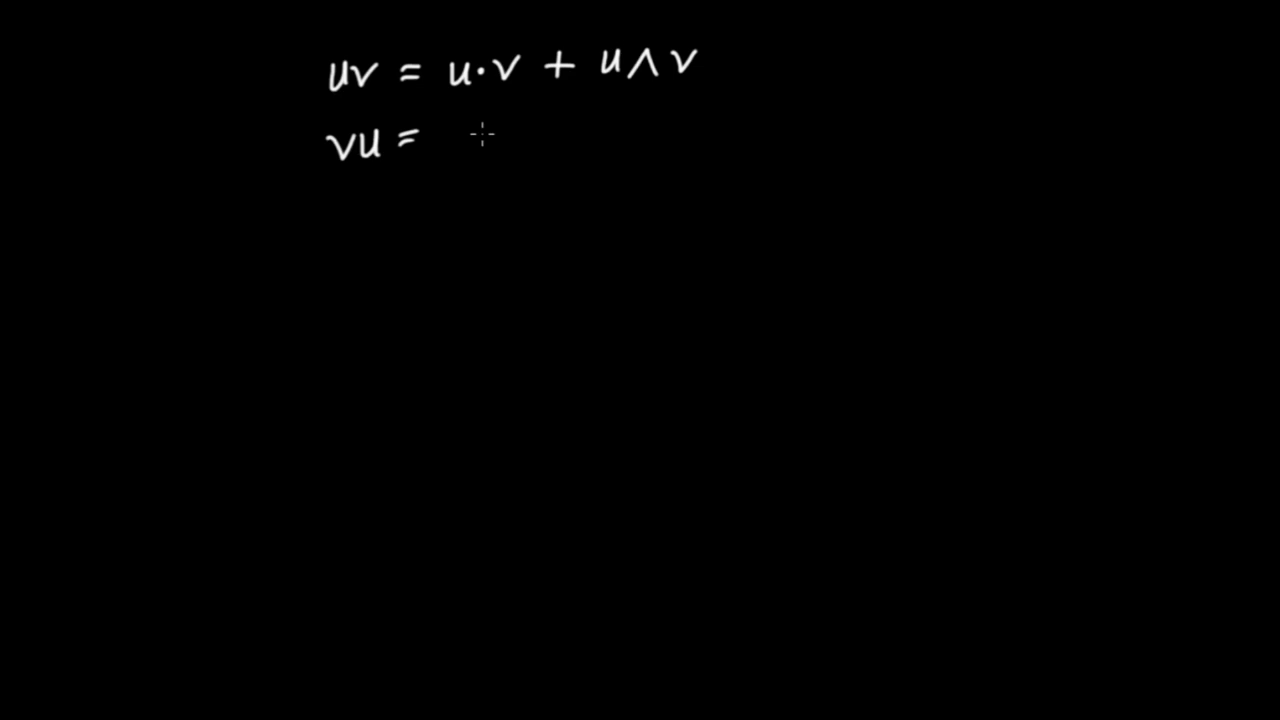 uv = u·v + u∧v
vu =